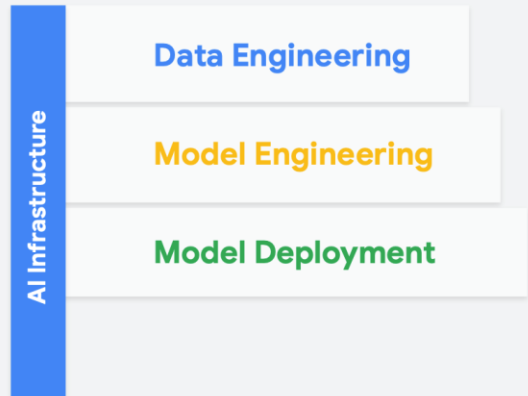 AI Infrastructure
Data Engineering
Model Engineering
Model Deployment